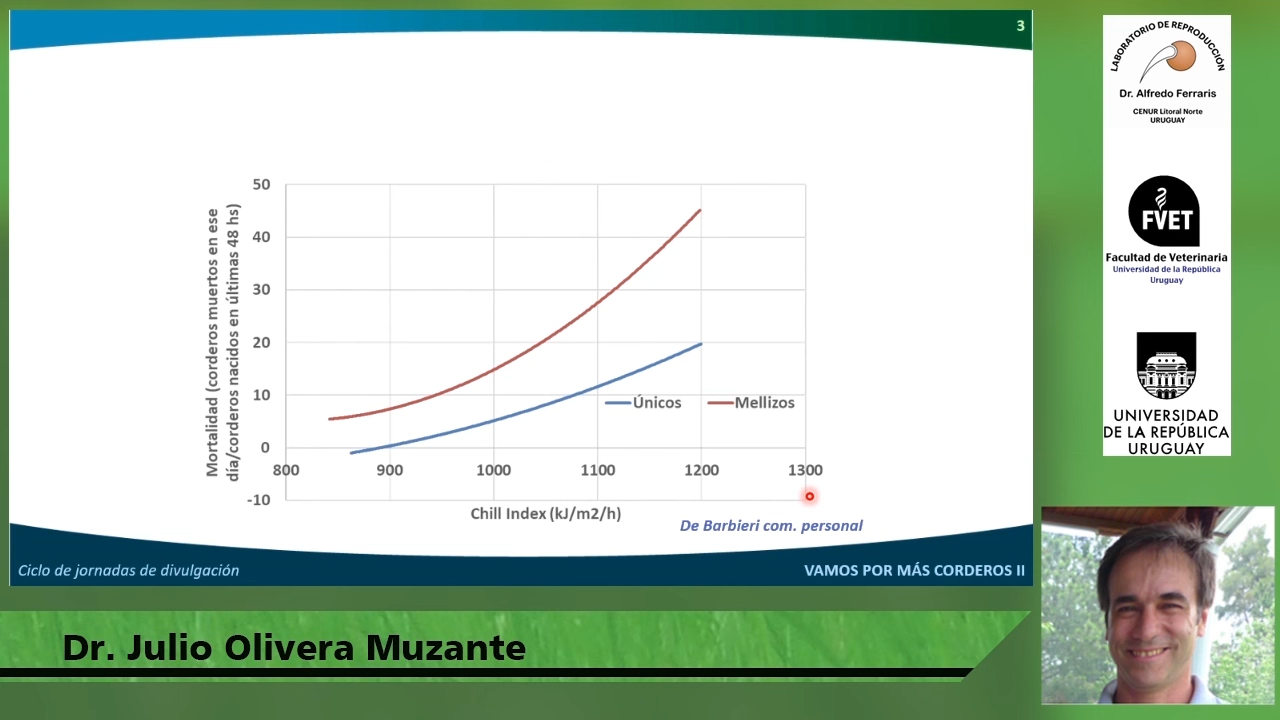 3
50
40
30
20
10
0
-10
Mortalidad (corderos muertos en ese
día/corderos nacidos en últimas 48 hs)
Únicos
Mellizos
800
900
1000
1100
1200
1300
Chill Index (kJ/m2/h)
De Barbieri com. personal
Ciclo de jornadas de divulgación
VAMOS POR MÁS CORDEROS II
Dr. Julio Olivera Muzante
LABORATORIO DE REPRODUCCIÓN
Dr. Alfredo Ferraris
CENUR Litoral Norte
URUGUAY
FVET
Facultad de Veterinaria
Universidad de la República
Uruguay
UNIVERSIDAD
DE LA REPÚBLICA
URUGUAY